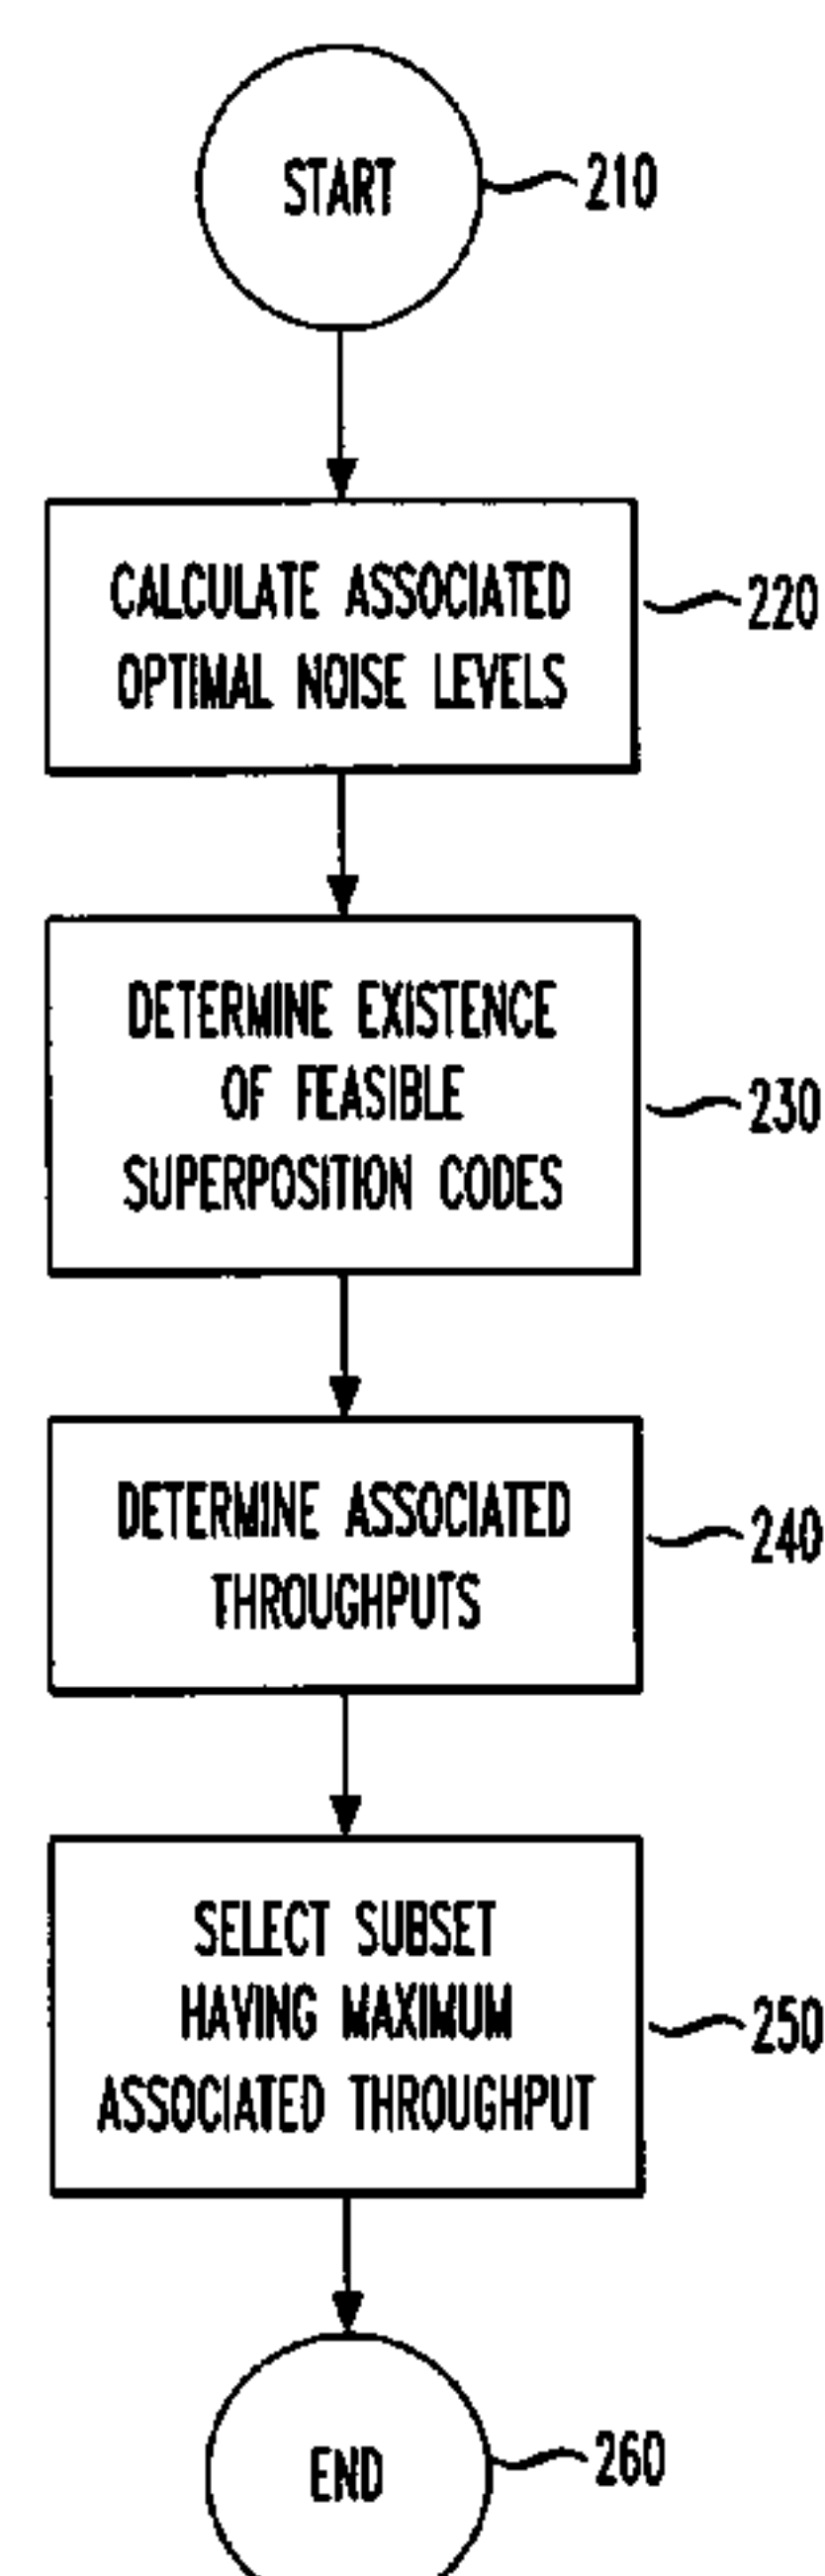 START
210
CALCULATE ASSOCIATED
OPTIMAL NOISE LEVELS
220
DETERMINE EXISTENCE
OF FEASIBLE
SUPERPOSITION CODES
230
DETERMINE ASSOCIATED
THROUGHPUTS
240
SELECT SUBSET
HAVING MAXIMUM
ASSOCIATED THROUGHPUT
250
END
260